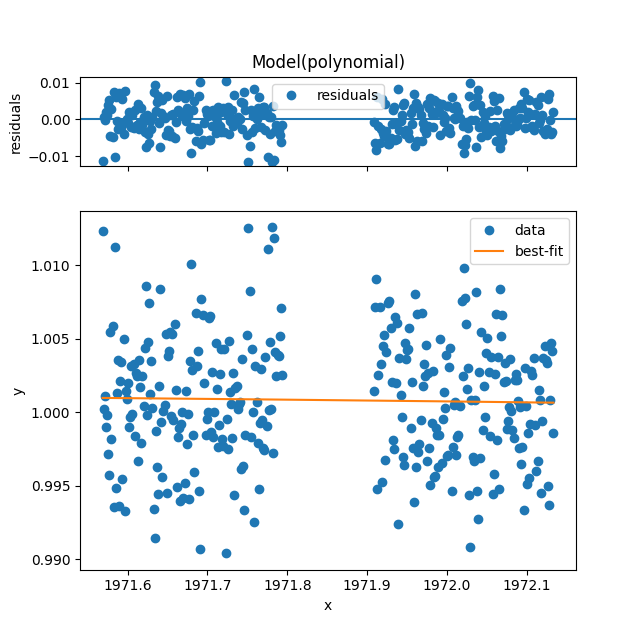 Model(polynomial)
0.01
0.00
−0.01
residuals
residuals
1.010
1.005
1.000
0.995
0.990
y
data
best-fit
1971.6
1971.7
1971.8
1971.9
1972.0
1972.1
x